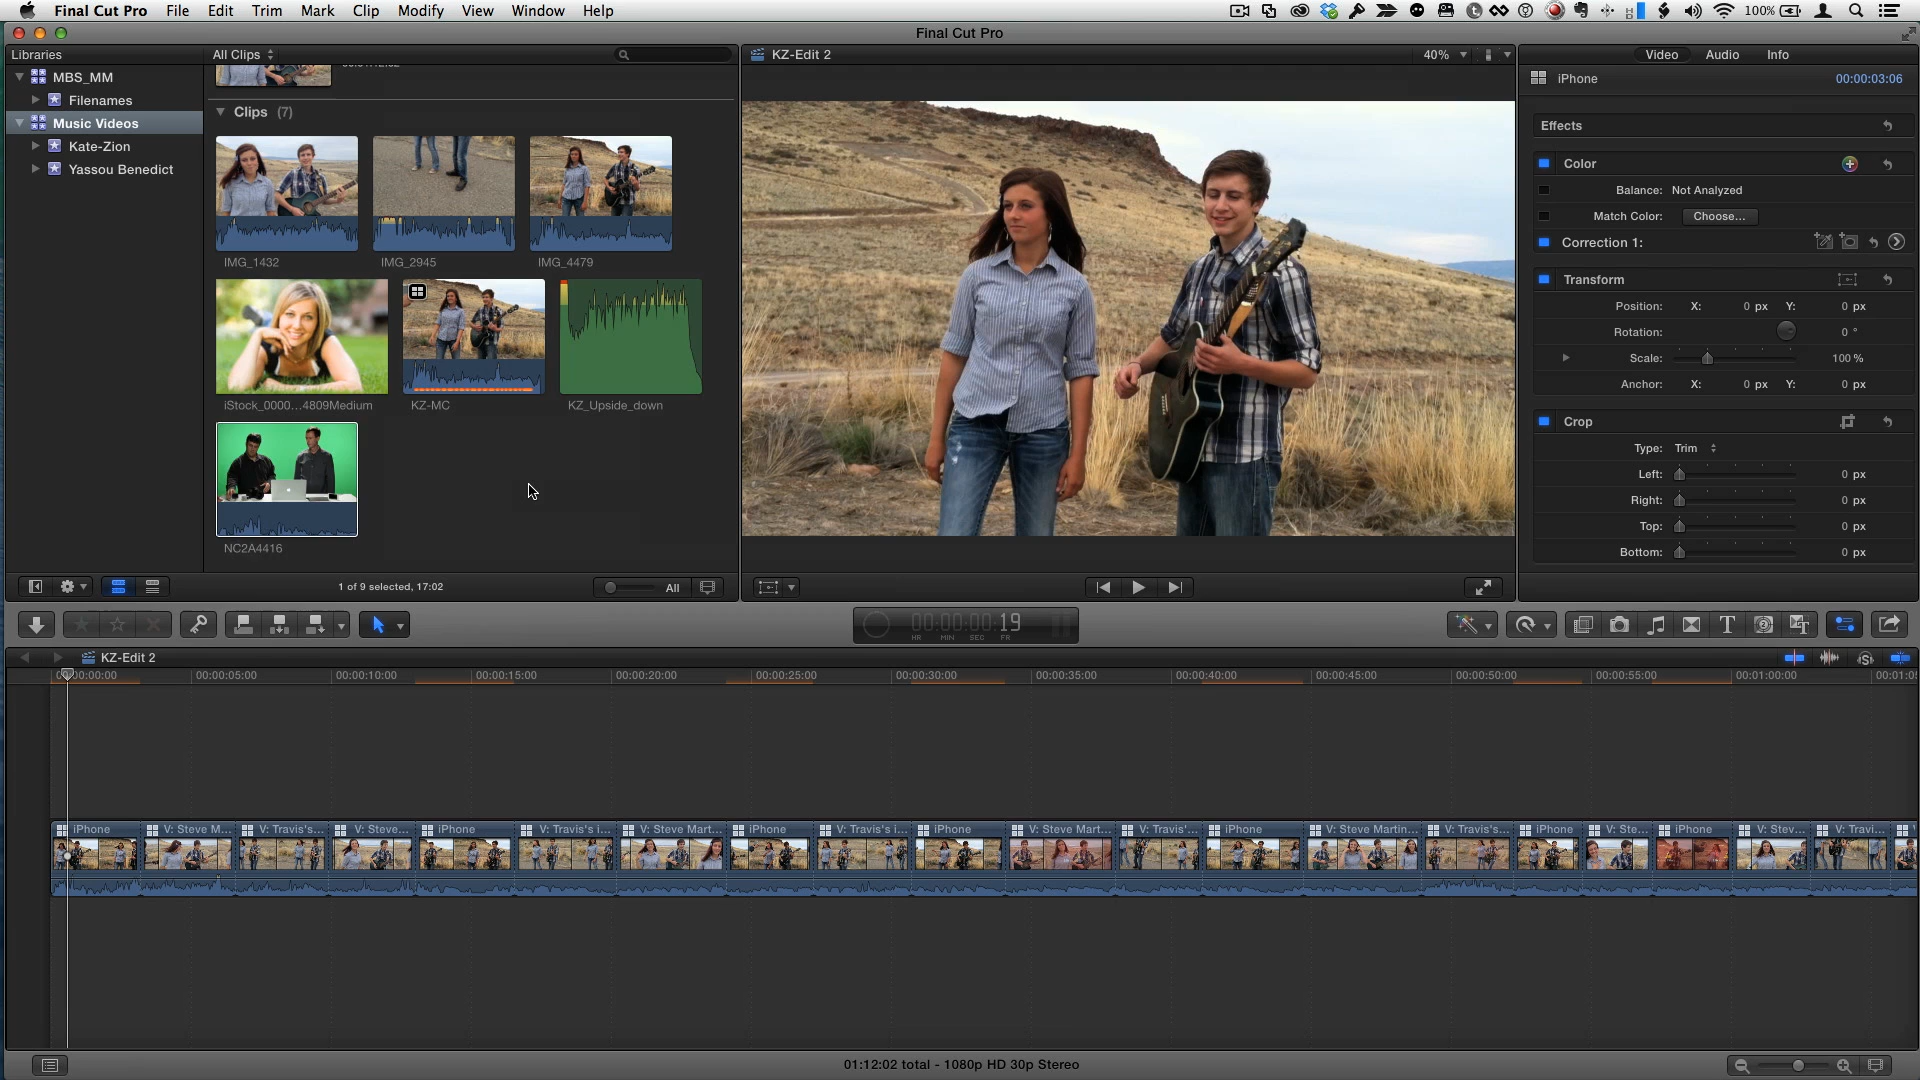 Final Cut Pro File Edit Trim Mark Clip Modify View Window Help 100%
Final Cut Pro
Libraries
MBS_MM
Filenames
Music Videos
Kate-Zion
Yassou Benedict
All Clips
Clips (7)
IMG_1432 IMG_2945 IMG_4479
iStock_0000...4809Medium KZ-MC KZ_Upside_down
NC2A4416
1 of 9 selected, 17:02
All
KZ-Edit 2 40%
Video Audio Info
iPhone 00:00:03:06
Effects
Color
Balance: Not Analyzed
Match Color: Choose...
Correction 1:
Transform
Position: X: 0 px Y: 0 px
Rotation: 0 °
Scale: 100 %
Anchor: X: 0 px Y: 0 px
Crop
Type: Trim
Left: 0 px
Right: 0 px
Top: 0 px
Bottom: 0 px
00:00:00:19
HR MIN SEC FR
KZ-Edit 2
00:00:05:00 00:00:10:00 00:00:15:00 00:00:20:00 00:00:25:00 00:00:30:00 00:00:35:00 00:00:40:00 00:00:45:00 00:00:50:00 00:00:55:00 00:01:00:00
iPhone V: Steve M... V: Travis's... V: Steve... iPhone V: Travis's i... V: Steve Mart... iPhone V: Travis's i... iPhone V: Steve Mart... V: Travis'... iPhone V: Steve Martin... V: Travis's... iPhone V: Ste... iPhone V: Stev... V: Travi...
01:12:02 total - 1080p HD 30p Stereo